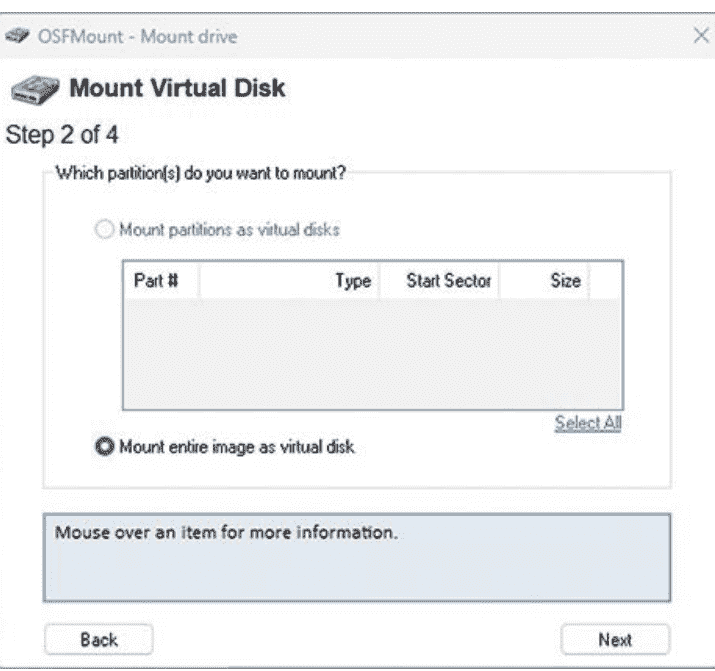 OSFMount - Mount drive
Mount Virtual Disk
Step 2 of 4
Which partition(s) do you want to mount?
Mount partitions as virtual disks
Part # Type Start Sector Size
Select All
Mount entire image as virtual disk
Mouse over an item for more information.
Back Next